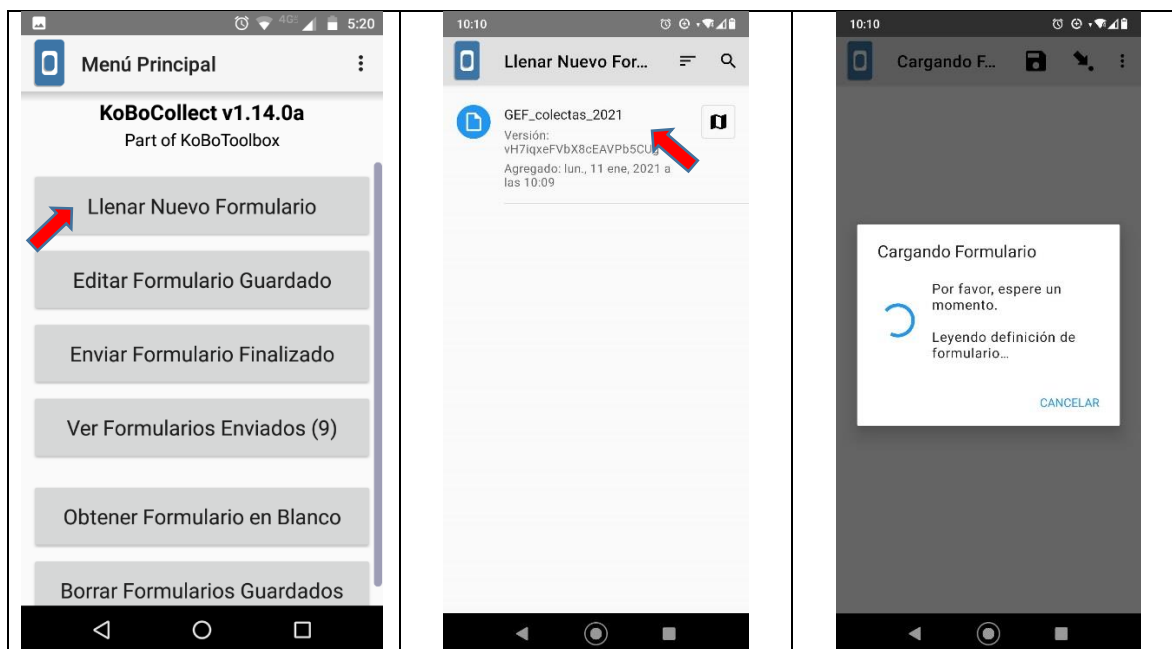 4G 5:20
Menú Principal
KoBoCollect v1.14.0a
Part of KoBoToolbox
Llenar Nuevo Formulario
Editar Formulario Guardado
Enviar Formulario Finalizado
Ver Formularios Enviados (9)
Obtener Formulario en Blanco
Borrar Formularios Guardados
10:10
Llenar Nuevo For...
GEF_colectas_2021
Versión:
vH7iqxeFVbX8cEAVPb5CUg
Agregado: lun., 11 ene, 2021 a
las 10:09
10:10
Cargando F...
Cargando Formulario
Por favor, espere un
momento.
Leyendo definición de
formulario...
CANCELAR